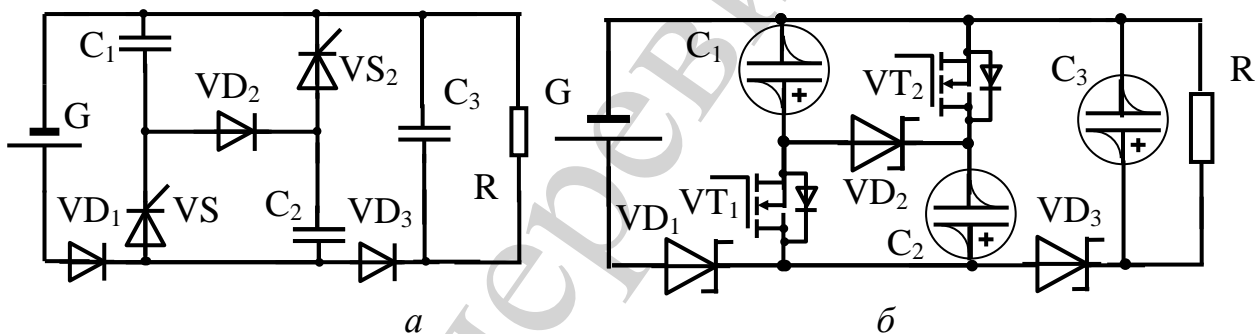 C₁
VS₂
VD₂
C₃
G
R
VD₁
VS
C₂
VD₃
а
C₁
G
VT₂
C₃
R
+
+
VT₁
VD₂
VD₁
VD₃
C₂
+
б